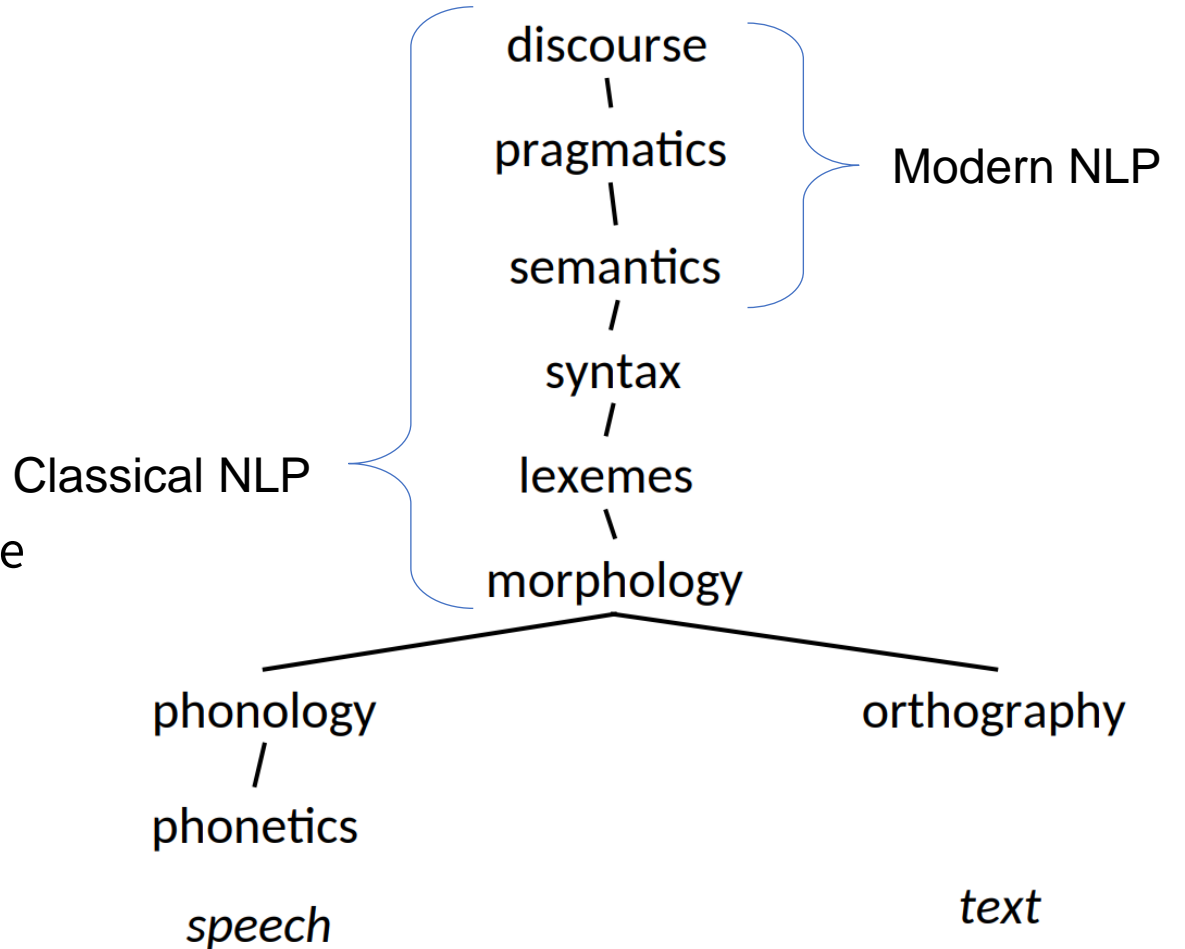 discourse
pragmatics
Modern NLP
semantics
syntax
Classical NLP
lexemes
e
morphology
phonology
orthography
phonetics
speech
text